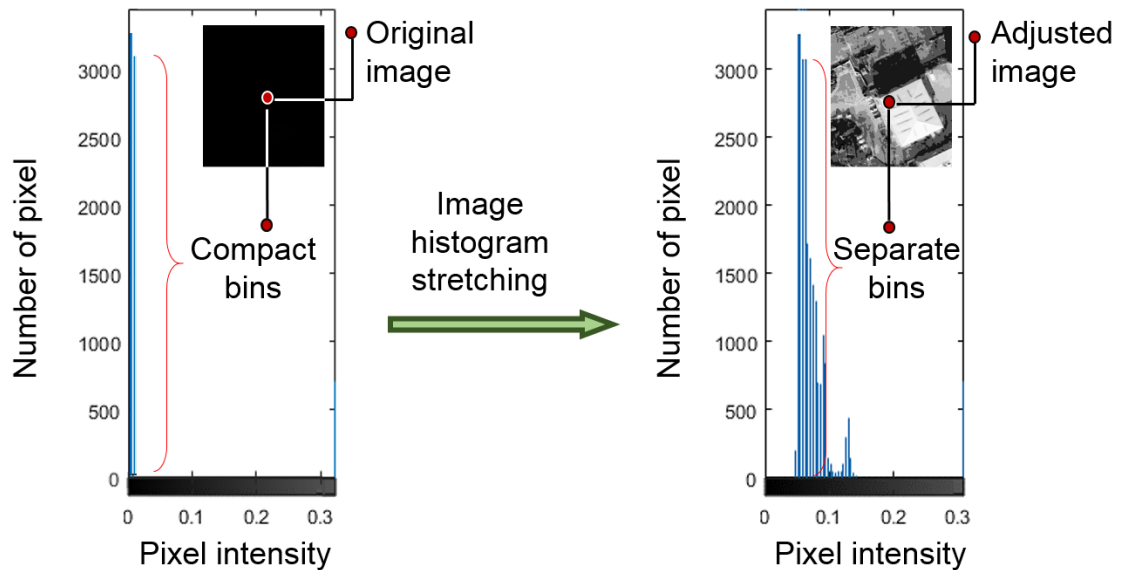 Original
image
3000
2500
2000
1500
1000
500
0
Number of pixel
Compact
bins
0 0.1 0.2 0.3
Pixel intensity
Image
histogram
stretching
Adjusted
image
3000
2500
2000
1500
1000
500
0
Number of pixel
Separate
bins
0 0.1 0.2 0.3
Pixel intensity